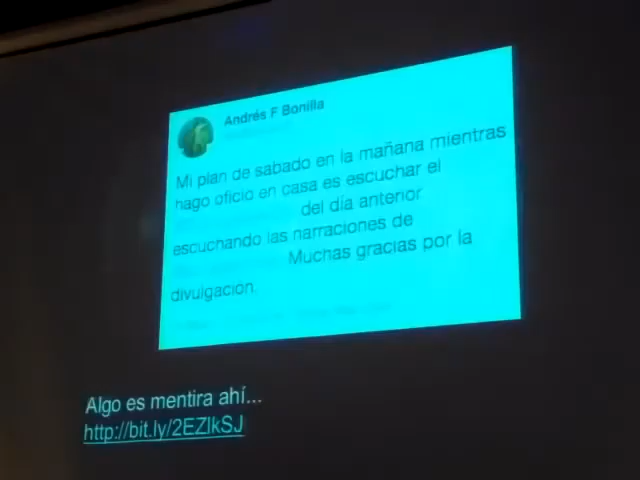 Andrés F Bonilla
Mi plan de sabado en la mañana mientras
hago oficio en casa es escuchar el
del día anterior
escuchando las narraciones de
Muchas gracias por la
divulgación.
Algo es mentira ahí...
http://bit.ly/2EZlkSJ